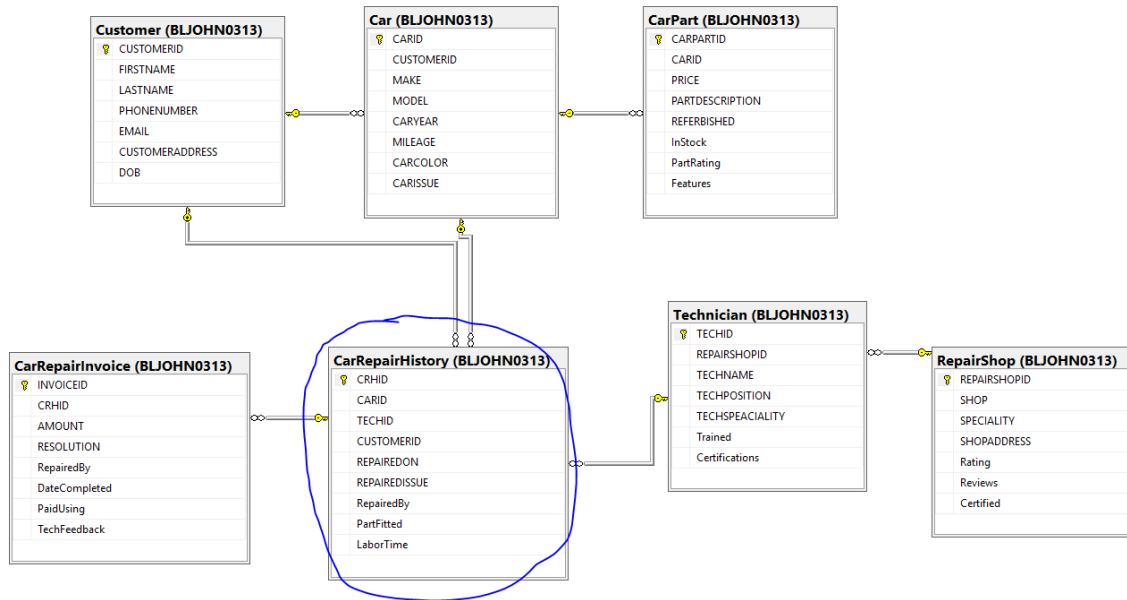 Customer (BLJOHN0313)
CUSTOMERID
FIRSTNAME
LASTNAME
PHONENUMBER
EMAIL
CUSTOMERADDRESS
DOB
Car (BLJOHN0313)
CARID
CUSTOMERID
MAKE
MODEL
CARYEAR
MILEAGE
CARCOLOR
CARISSUE
CarPart (BLJOHN0313)
CARPARTID
CARID
PRICE
PARTDESCRIPTION
REFERBISHED
InStock
PartRating
Features
CarRepairInvoice (BLJOHN0313)
INVOICEID
CRHID
AMOUNT
RESOLUTION
RepairedBy
DateCompleted
PaidUsing
TechFeedback
CarRepairHistory (BLJOHN0313)
CRHID
CARID
TECHID
CUSTOMERID
REPAIREDON
REPAIREDISSUE
RepairedBy
PartFitted
LaborTime
Technician (BLJOHN0313)
TECHID
REPAIRSHOPID
TECHNAME
TECHPOSITION
TECHSPEACIALITY
Trained
Certifications
RepairShop (BLJOHN0313)
REPAIRSHOPID
SHOP
SPECIALITY
SHOPADDRESS
Rating
Reviews
Certified